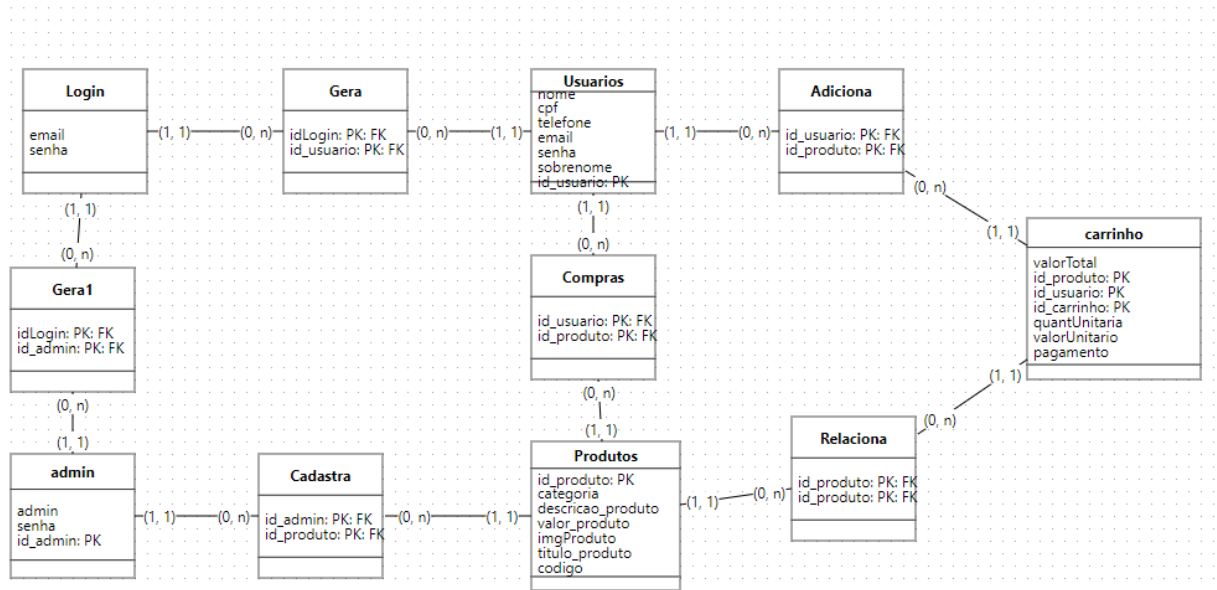 Login
email
senha
(1, 1)
(0, n)
Gera
idLogin: PK: FK
id_usuario: PK: FK
(0, n)
(1, 1)
Usuarios
nome
cpf
telefone
email
senha
sobrenome
id_usuario: PK
(1, 1)
(0, n)
Adiciona
id_usuario: PK: FK
id_produto: PK: FK
(0, n)
(1, 1)
carrinho
valorTotal
id_produto: PK
id_usuario: PK
id_carrinho: PK
quantUnitaria
valorUnitario
pagamento
(1, 1)
(0, n)
Gera1
idLogin: PK: FK
id_admin: PK: FK
(0, n)
(1, 1)
(1, 1)
(0, n)
Compras
id_usuario: PK: FK
id_produto: PK: FK
(0, n)
(1, 1)
(1, 1)
(0, n)
admin
admin
senha
id_admin: PK
(1, 1)
(0, n)
Cadastra
id_admin: PK: FK
id_produto: PK: FK
(0, n)
(1, 1)
Produtos
id_produto: PK
categoria
descricao_produto
valor_produto
imgProduto
titulo_produto
codigo
(1, 1)
(0, n)
Relaciona
id_produto: PK: FK
id_produto: PK: FK